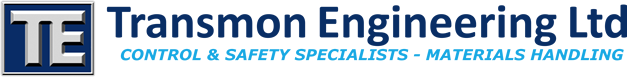 TE
Transmon Engineering Ltd
CONTROL & SAFETY SPECIALISTS - MATERIALS HANDLING